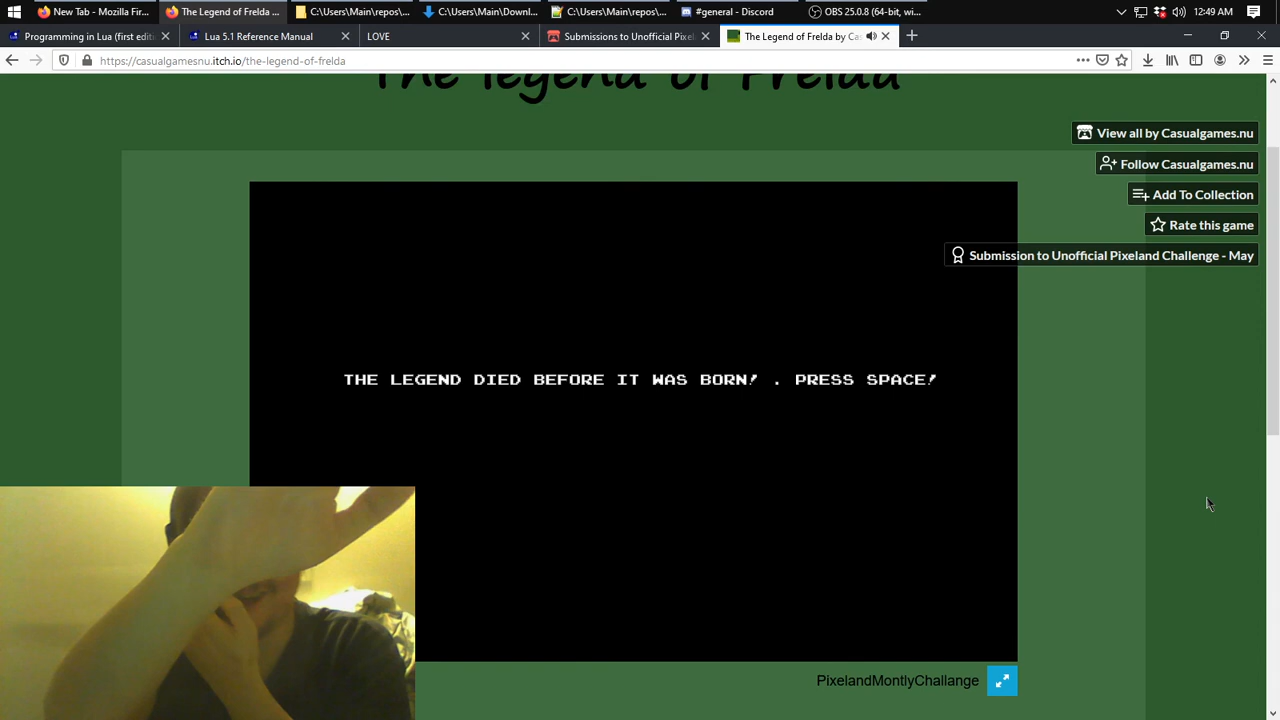 New Tab - Mozilla Fir...
The Legend of Frelda ...
C:\Users\Main\repos\...
C:\Users\Main\Downl...
C:\Users\Main\repos\...
#general - Discord
OBS 25.0.8 (64-bit, wi...
12:49 AM
Programming in Lua (first editi
Lua 5.1 Reference Manual
LOVE
Submissions to Unofficial Pixel
The Legend of Frelda by Ca
https://casualgamesnu.itch.io/the-legend-of-frelda
The legend of Frelda
View all by Casualgames.nu
Follow Casualgames.nu
Add To Collection
Rate this game
Submission to Unofficial Pixeland Challenge - May
THE LEGEND DIED BEFORE IT WAS BORN! . PRESS SPACE!
PixelandMontlyChallange